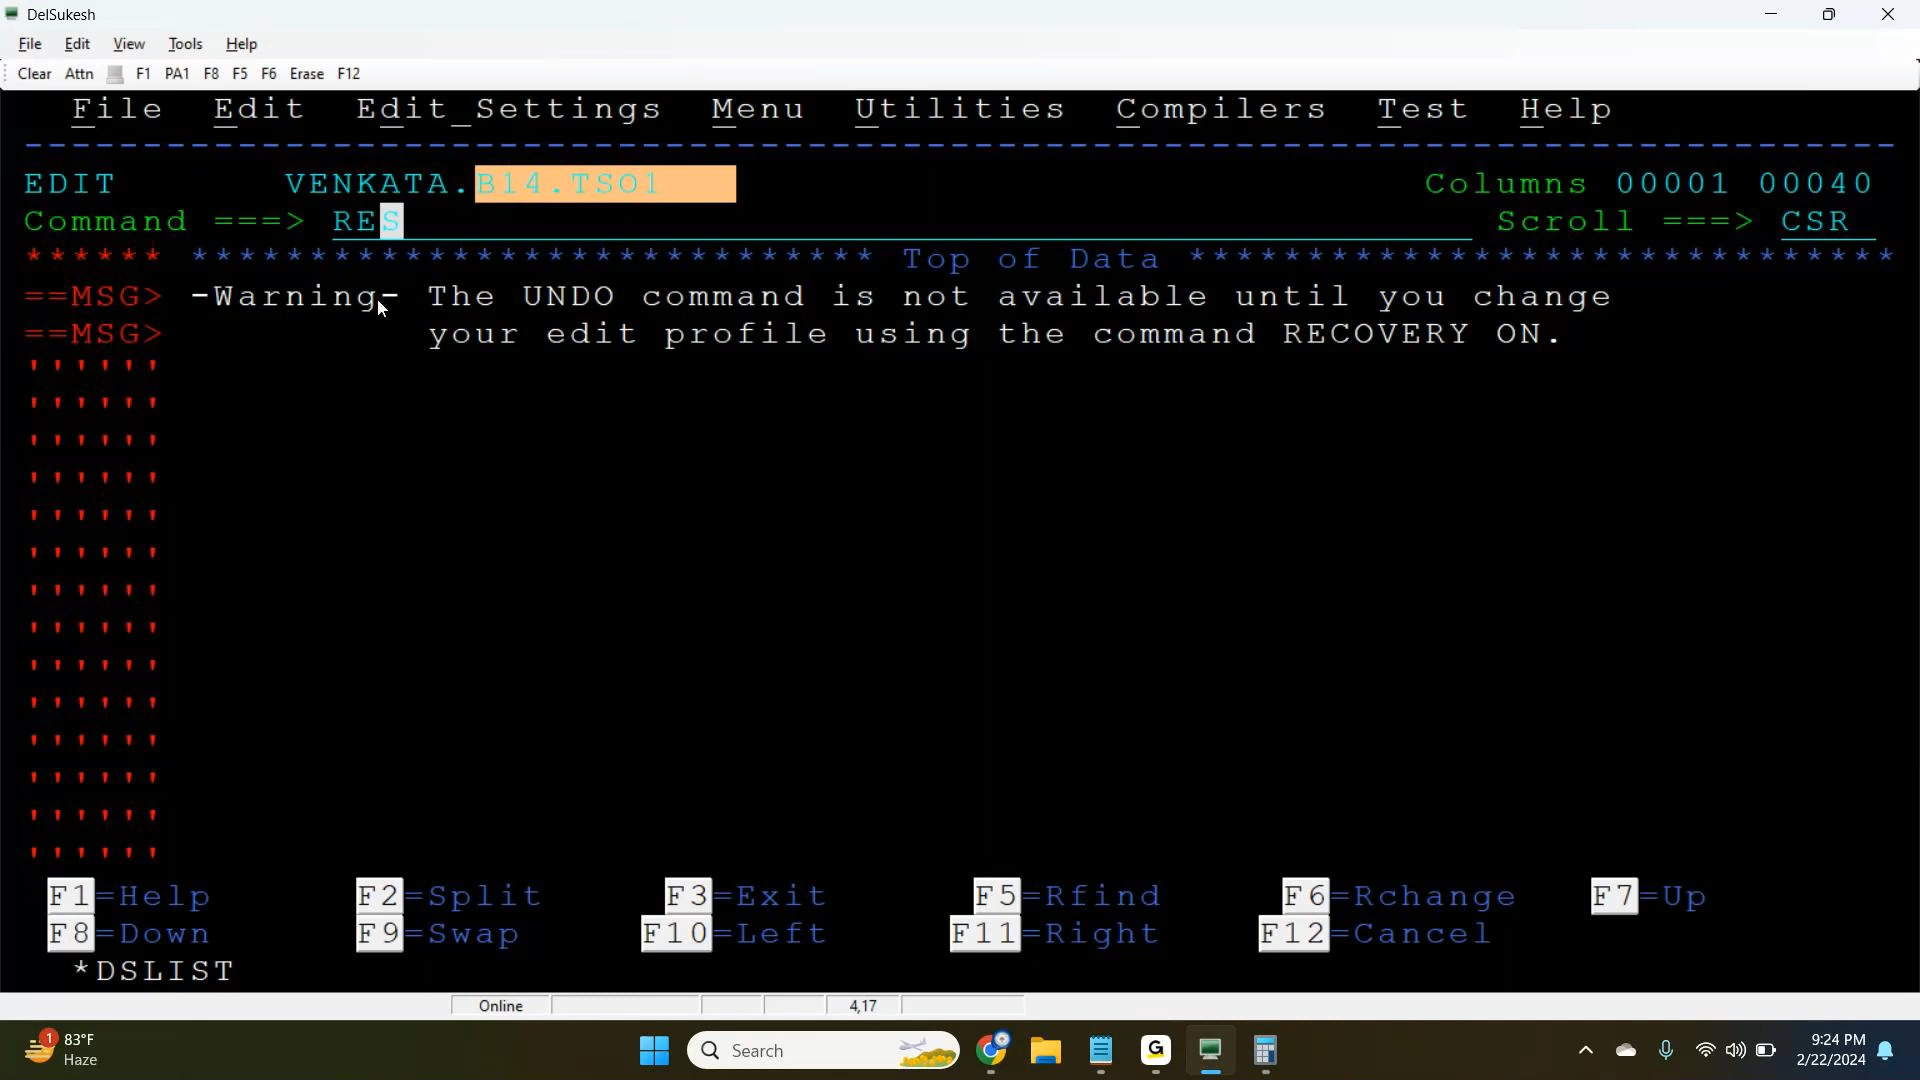 DelSukesh
File Edit View Tools Help
Clear Attn F1 PA1 F8 F5 F6 Erase F12
File Edit Edit_Settings Menu Utilities Compilers Test Help
--------------------------------------------------------------------------------
EDIT VENKATA.B14.TSO1 Columns 00001 00040
Command ===> RES Scroll ===> CSR
****** ***************************** Top of Data ******************************
==MSG> -Warning- The UNDO command is not available until you change
==MSG> your edit profile using the command RECOVERY ON.
''''''
''''''
''''''
''''''
''''''
''''''
''''''
''''''
''''''
''''''
''''''
''''''
''''''
''''''
F1=Help F2=Split F3=Exit F5=Rfind F6=Rchange F7=Up
F8=Down F9=Swap F10=Left F11=Right F12=Cancel
*DSLIST
Online 4,17
1 83°F
Haze
Search
G
9:24 PM
2/22/2024